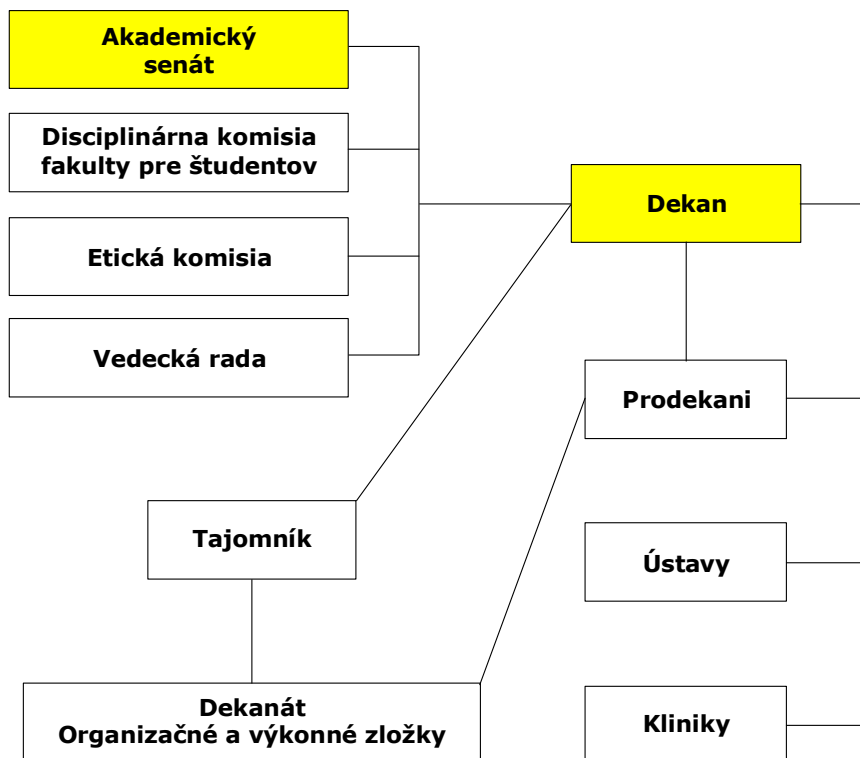 Akademický
senát
Disciplinárna komisia
fakulty pre študentov
Dekan
Etická komisia
Vedecká rada
Prodekani
Tajomník
Ústavy
Dekanát
Organizačné a výkonné zložky
Kliniky